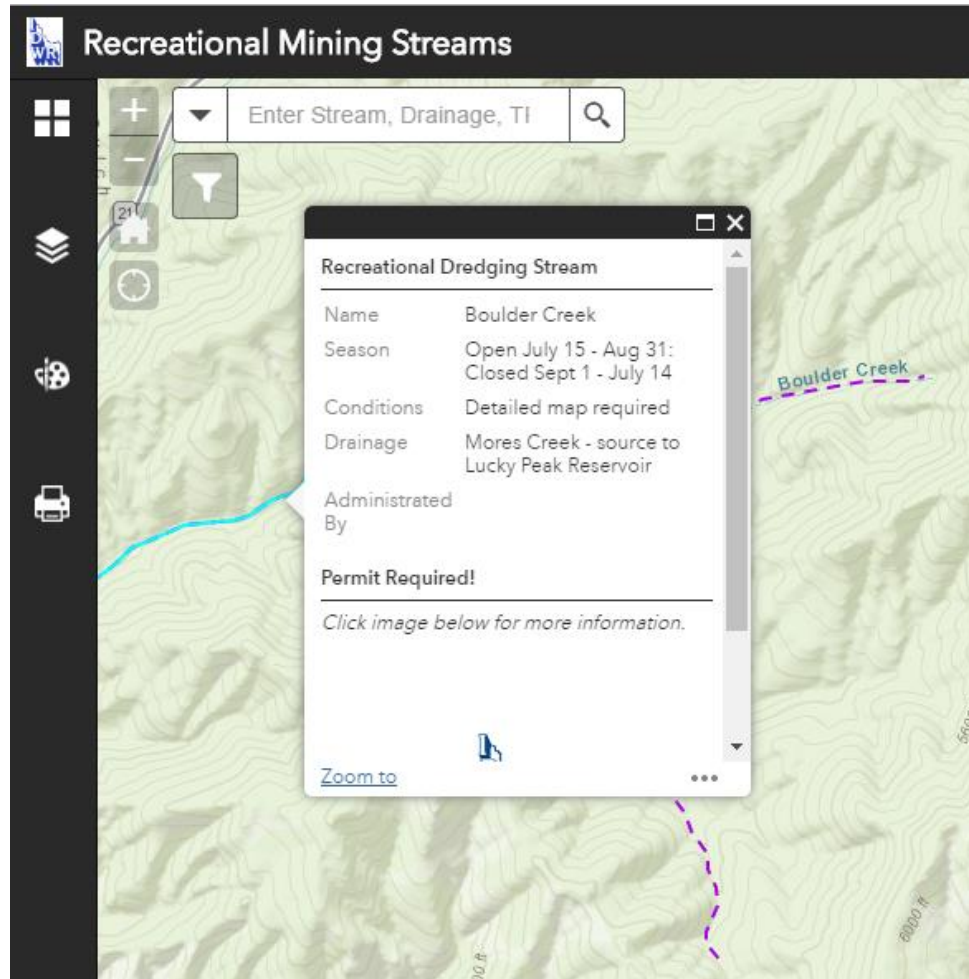 IDWR
Recreational Mining Streams
Enter Stream, Drainage, TI
21
Recreational Dredging Stream
Name Boulder Creek
Season Open July 15 - Aug 31:
Closed Sept 1 - July 14
Conditions Detailed map required
Drainage Mores Creek - source to
Lucky Peak Reservoir
Administrated
By
Permit Required!
Click image below for more information.
Zoom to
Boulder Creek
6000 ft